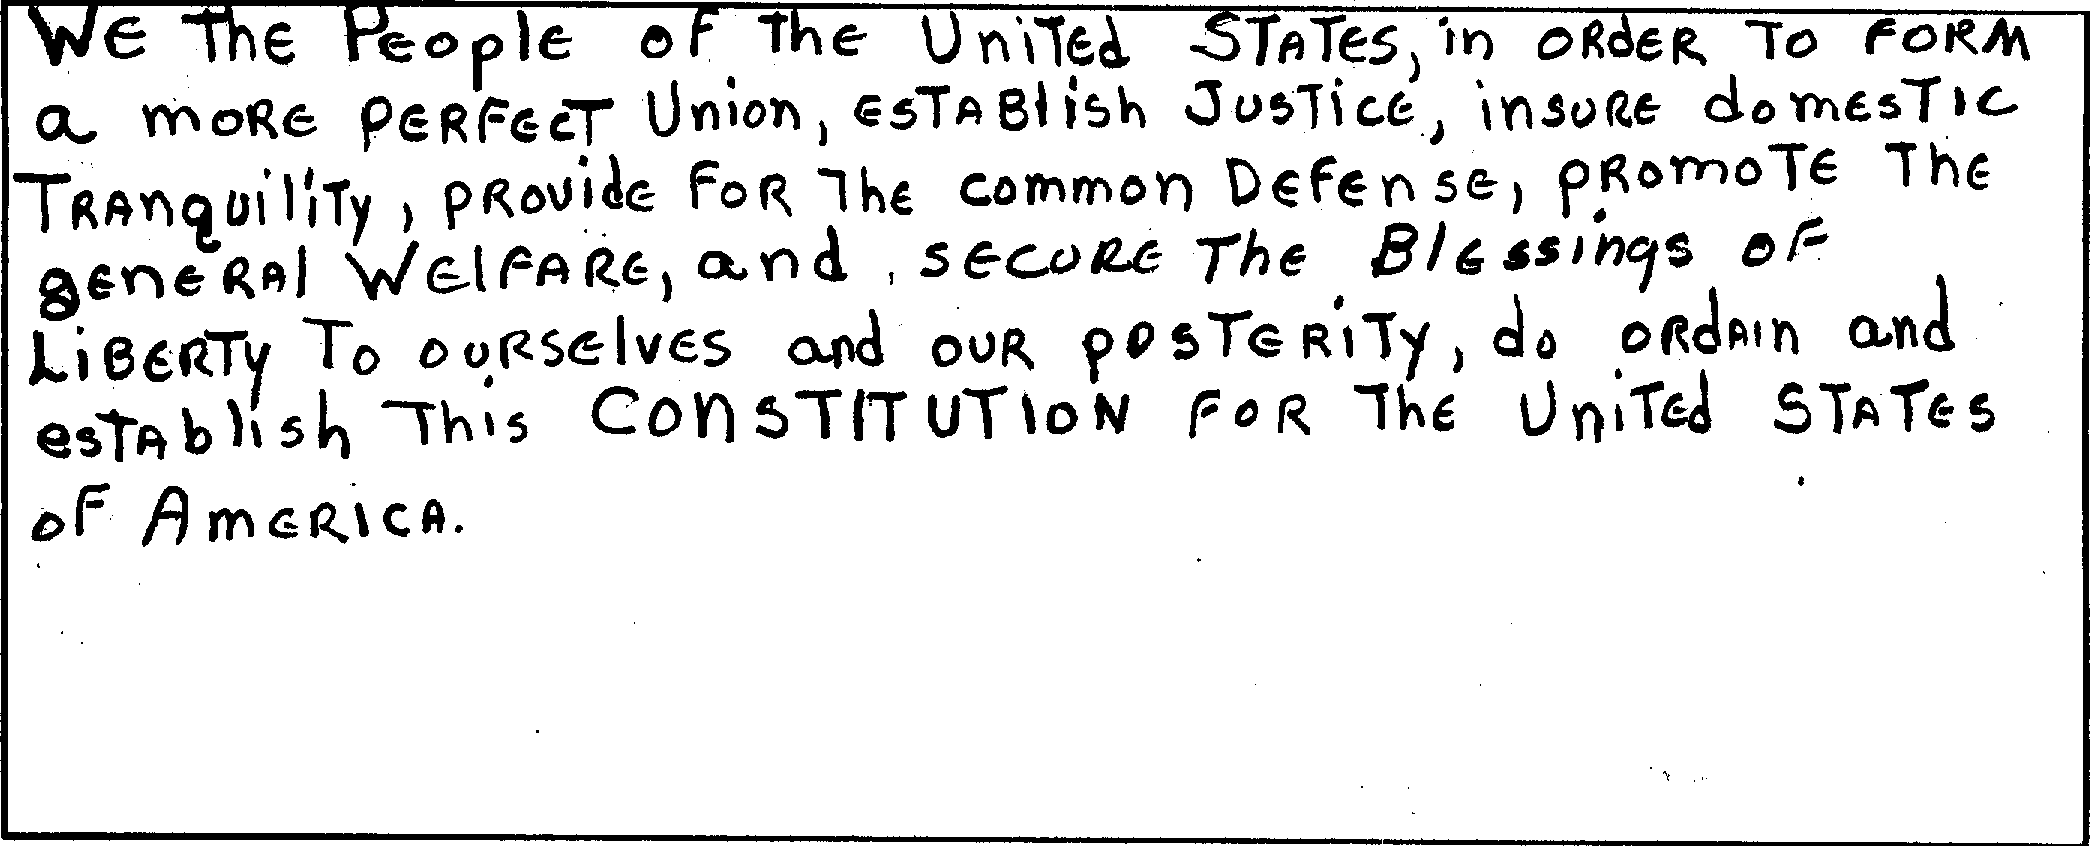 We the People of the United States, in order to form
a more perfect Union, establish Justice, insure domestic
Tranquility, provide for the common Defense, promote the
general Welfare, and secure the Blessings of
Liberty to ourselves and our posterity, do ordain and
establish this CONSTITUTION for the United States
of America.